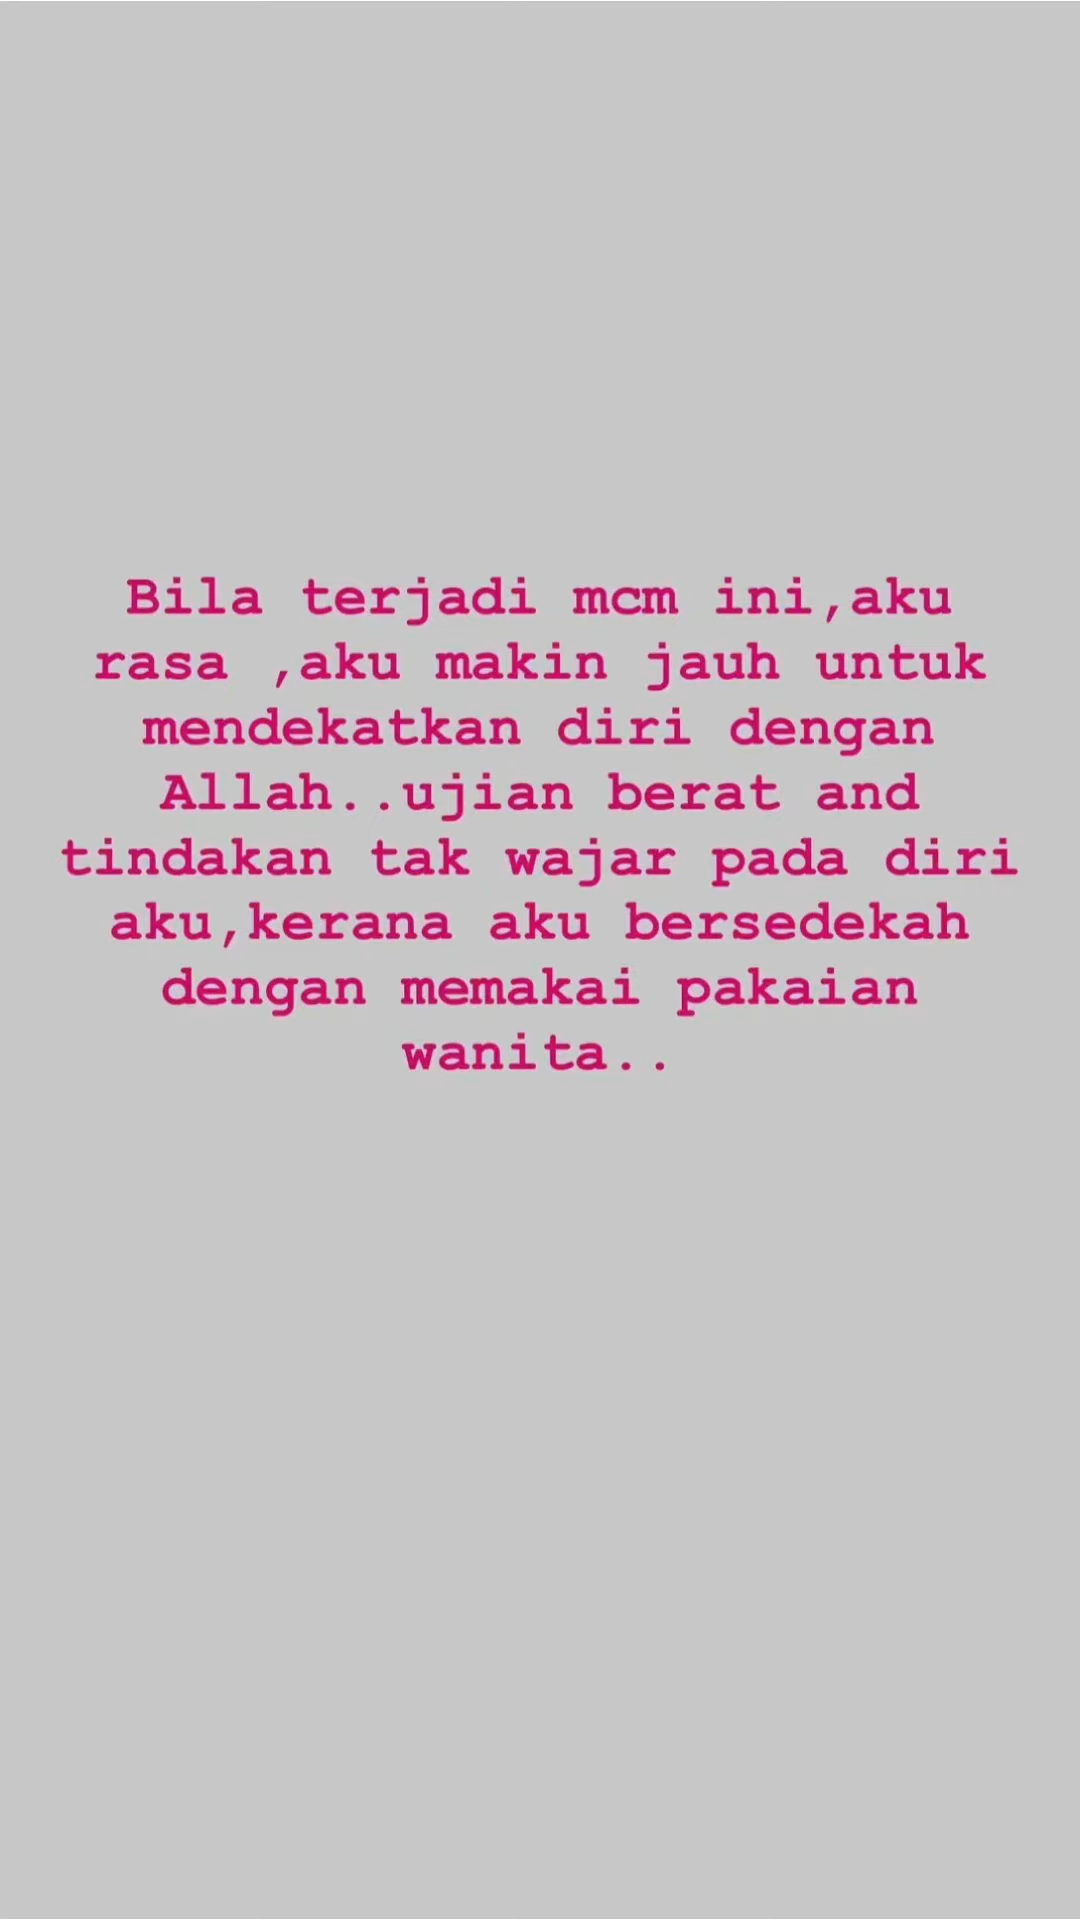 Bila terjadi mcm ini,aku
rasa ,aku makin jauh untuk
mendekatkan diri dengan
Allah..ujian berat and
tindakan tak wajar pada diri
aku,kerana aku bersedekah
dengan memakai pakaian
wanita..